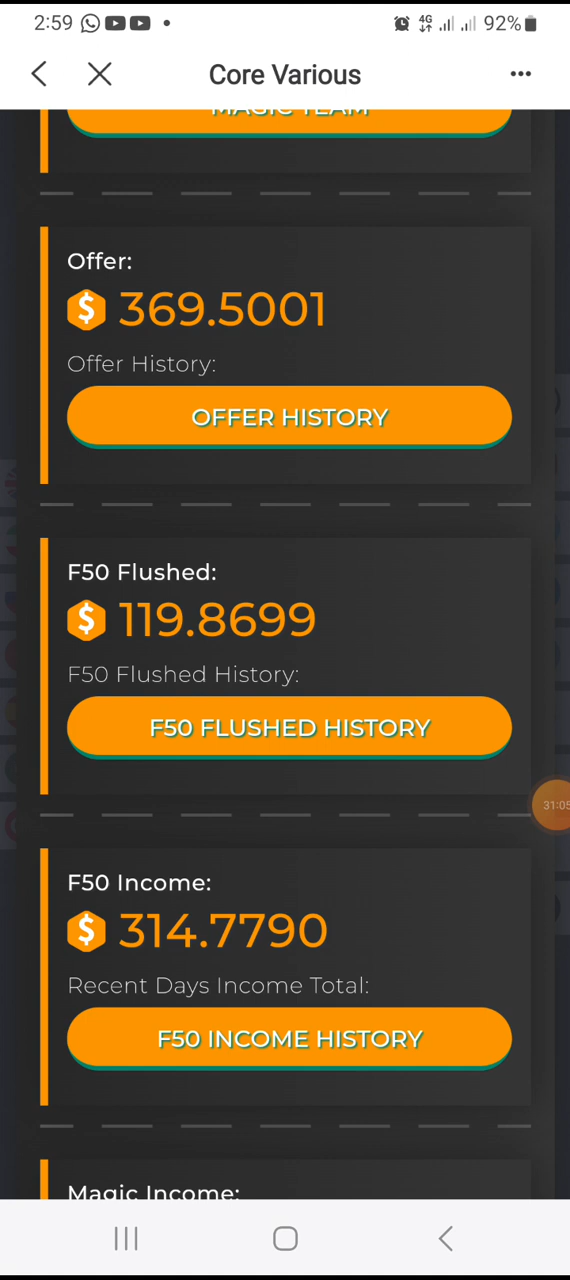 2:59
4G
92%
Core Various
MAGIC TEAM
Offer:
$ 369.5001
Offer History:
OFFER HISTORY
F50 Flushed:
$ 119.8699
F50 Flushed History:
F50 FLUSHED HISTORY
31:05
F50 Income:
$ 314.7790
Recent Days Income Total:
F50 INCOME HISTORY
Magic Income: